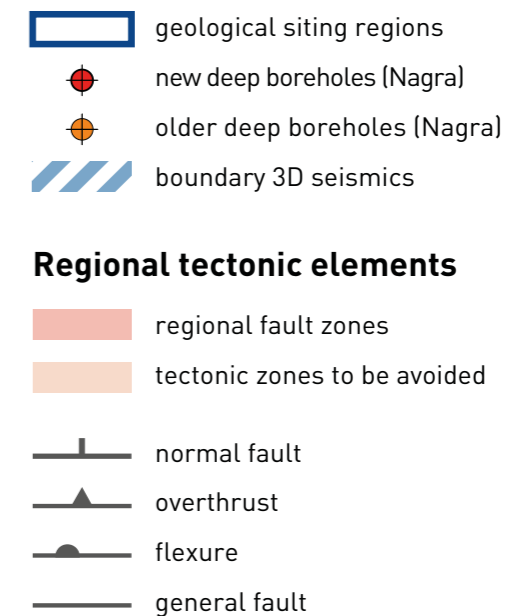 geological siting regions
new deep boreholes (Nagra)
older deep boreholes (Nagra)
boundary 3D seismics
Regional tectonic elements
regional fault zones
tectonic zones to be avoided
normal fault
overthrust
flexure
general fault